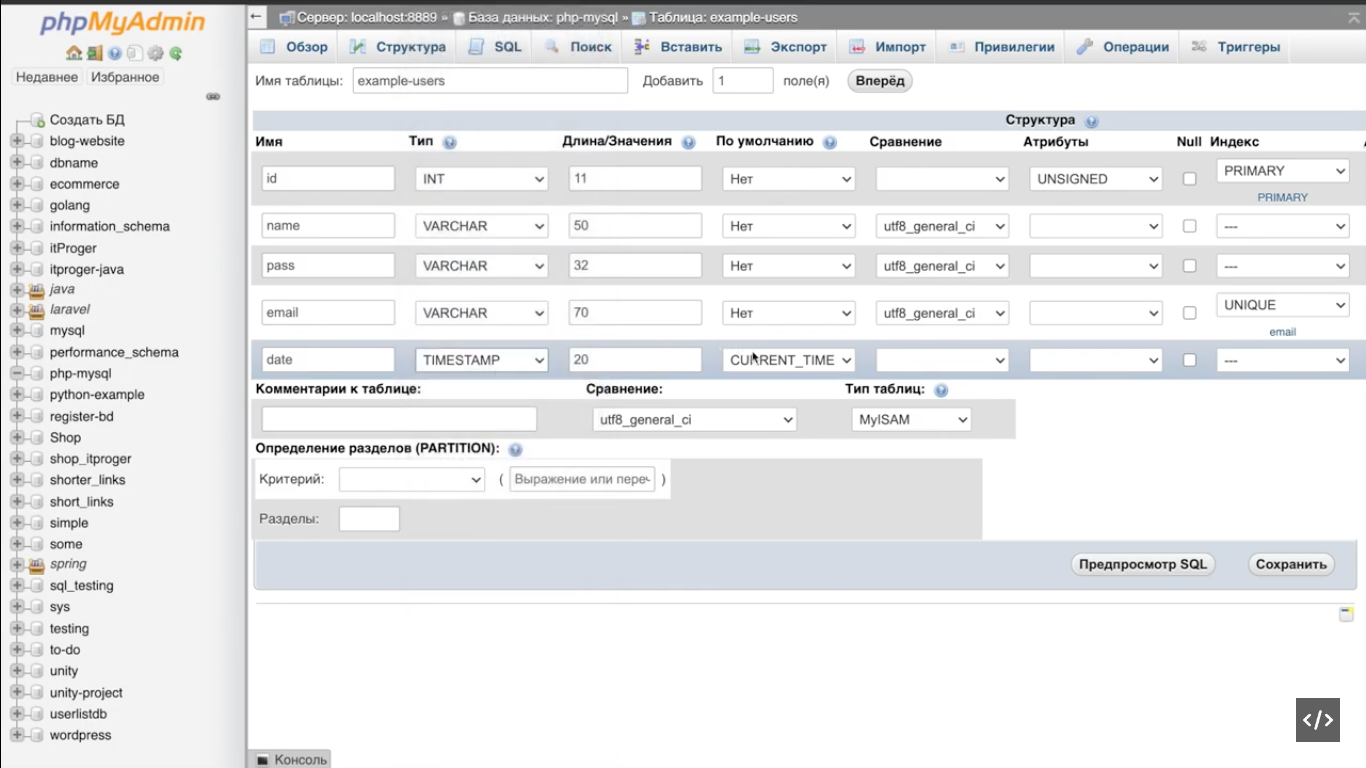 phpMyAdmin
Недавнее Избранное
Создать БД
blog-website
dbname
ecommerce
golang
information_schema
itProger
itproger-java
java
laravel
mysql
performance_schema
php-mysql
python-example
register-bd
Shop
shop_itproger
shorter_links
short_links
simple
some
spring
sql_testing
sys
testing
to-do
unity
unity-project
userlistdb
wordpress
Сервер: localhost:8889 » База данных: php-mysql » Таблица: example-users
Обзор Структура SQL Поиск Вставить Экспорт Импорт Привилегии Операции Триггеры
Имя таблицы: example-users Добавить 1 поле(я) Вперёд
Структура
Имя Тип Длина/Значения По умолчанию Сравнение Атрибуты Null Индекс
id INT 11 Нет UNSIGNED PRIMARY
PRIMARY
name VARCHAR 50 Нет utf8_general_ci ---
pass VARCHAR 32 Нет utf8_general_ci ---
email VARCHAR 70 Нет utf8_general_ci UNIQUE
email
date TIMESTAMP 20 CURRENT_TIME ---
Комментарии к таблице: Сравнение: Тип таблиц:
utf8_general_ci MyISAM
Определение разделов (PARTITION):
Критерий: ( Выражение или )
Разделы:
Предпросмотр SQL Сохранить
Консоль